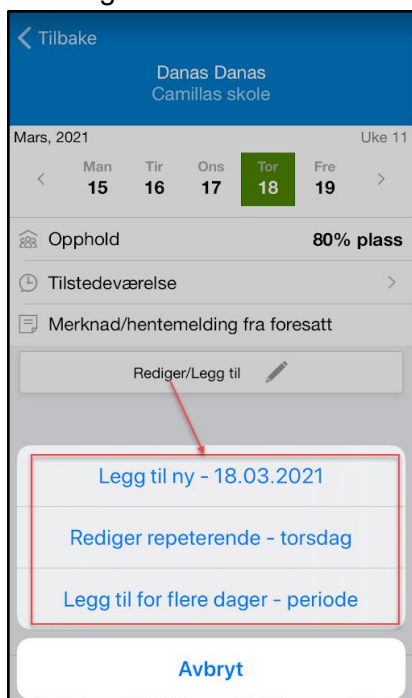 Tilbake
Danas Danas
Camillas skole
Mars, 2021 Uke 11
Man Tir Ons Tor Fre
15 16 17 18 19
Opphold 80% plass
Tilstedeværelse
Merknad/hentemelding fra foresatt
Rediger/Legg til
Legg til ny - 18.03.2021
Rediger repeterende - torsdag
Legg til for flere dager - periode
Avbryt